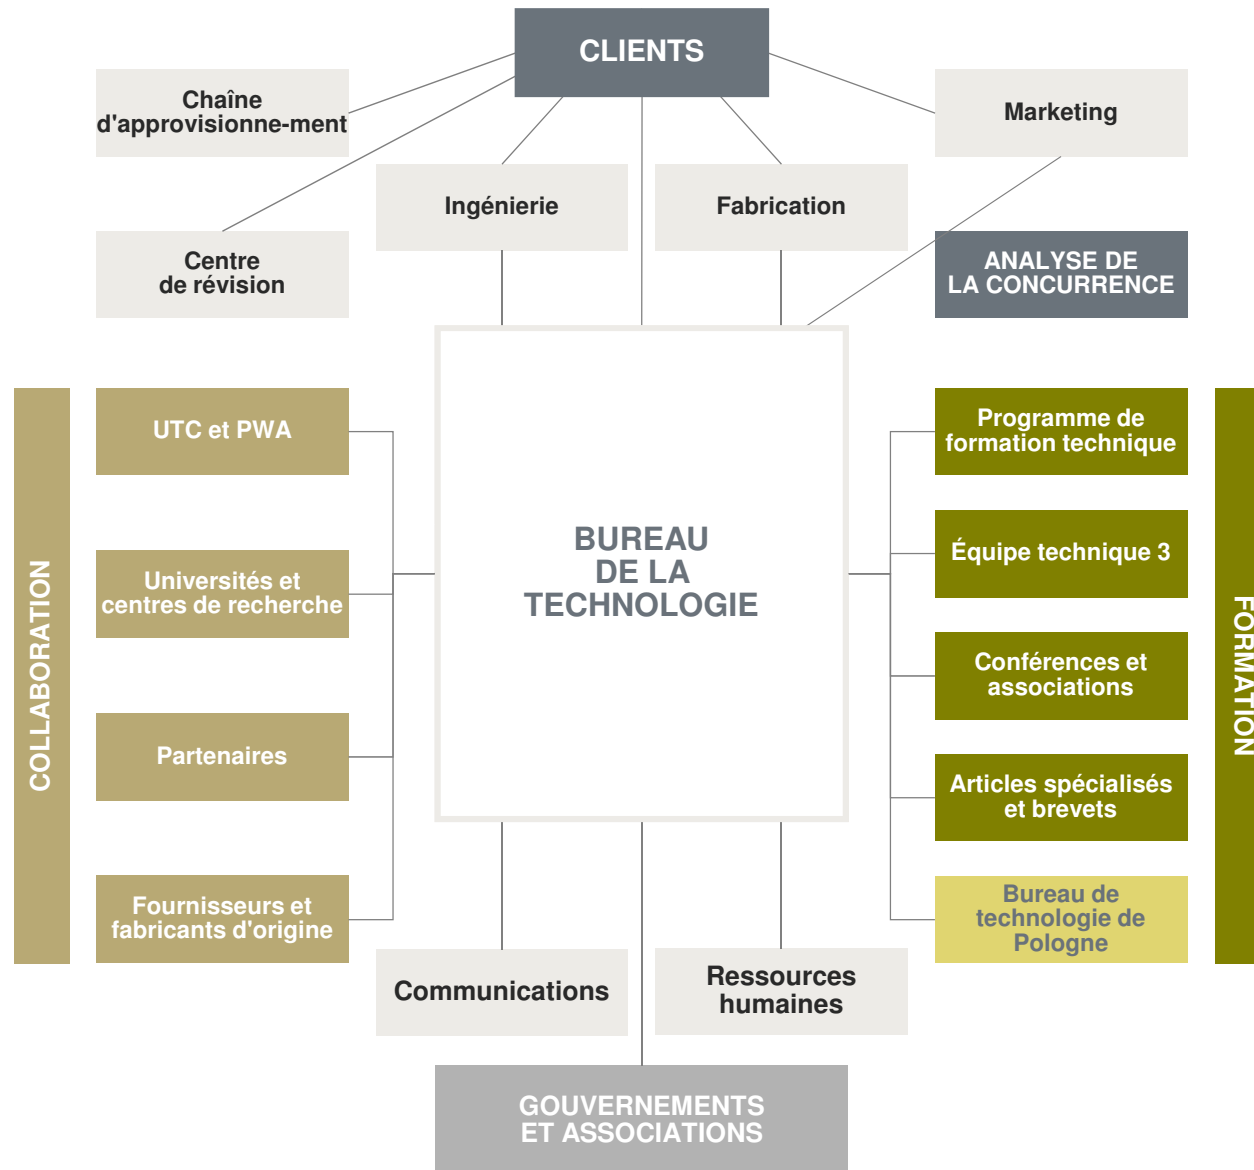 CLIENTS
Chaîne
d'approvisionne-ment
Marketing
Ingénierie
Fabrication
Centre
de révision
ANALYSE DE
LA CONCURRENCE
COLLABORATION
UTC et PWA
Universités et
centres de recherche
Partenaires
Fournisseurs et
fabricants d'origine
BUREAU
DE LA
TECHNOLOGIE
Programme de
formation technique
Équipe technique 3
Conférences et
associations
Articles spécialisés
et brevets
Bureau de
technologie de
Pologne
FORMATION
Communications
Ressources
humaines
GOUVERNEMENTS
ET ASSOCIATIONS